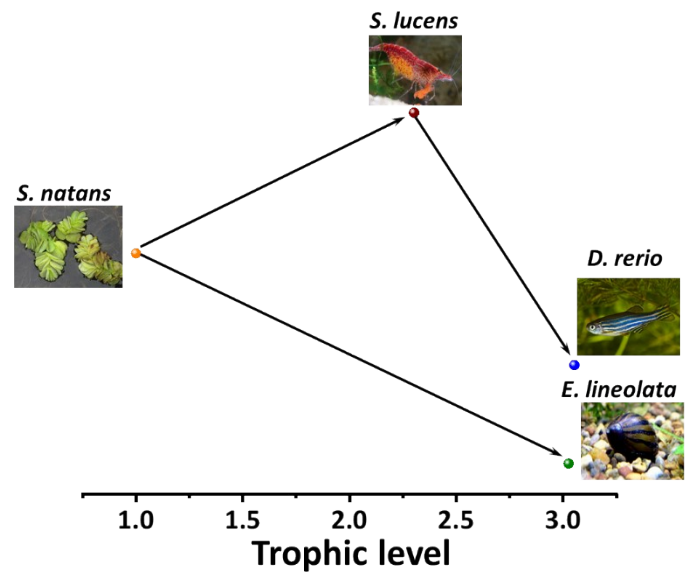 S. lucens
S. natans
D. rerio
E. lineolata
1.0 1.5 2.0 2.5 3.0
Trophic level